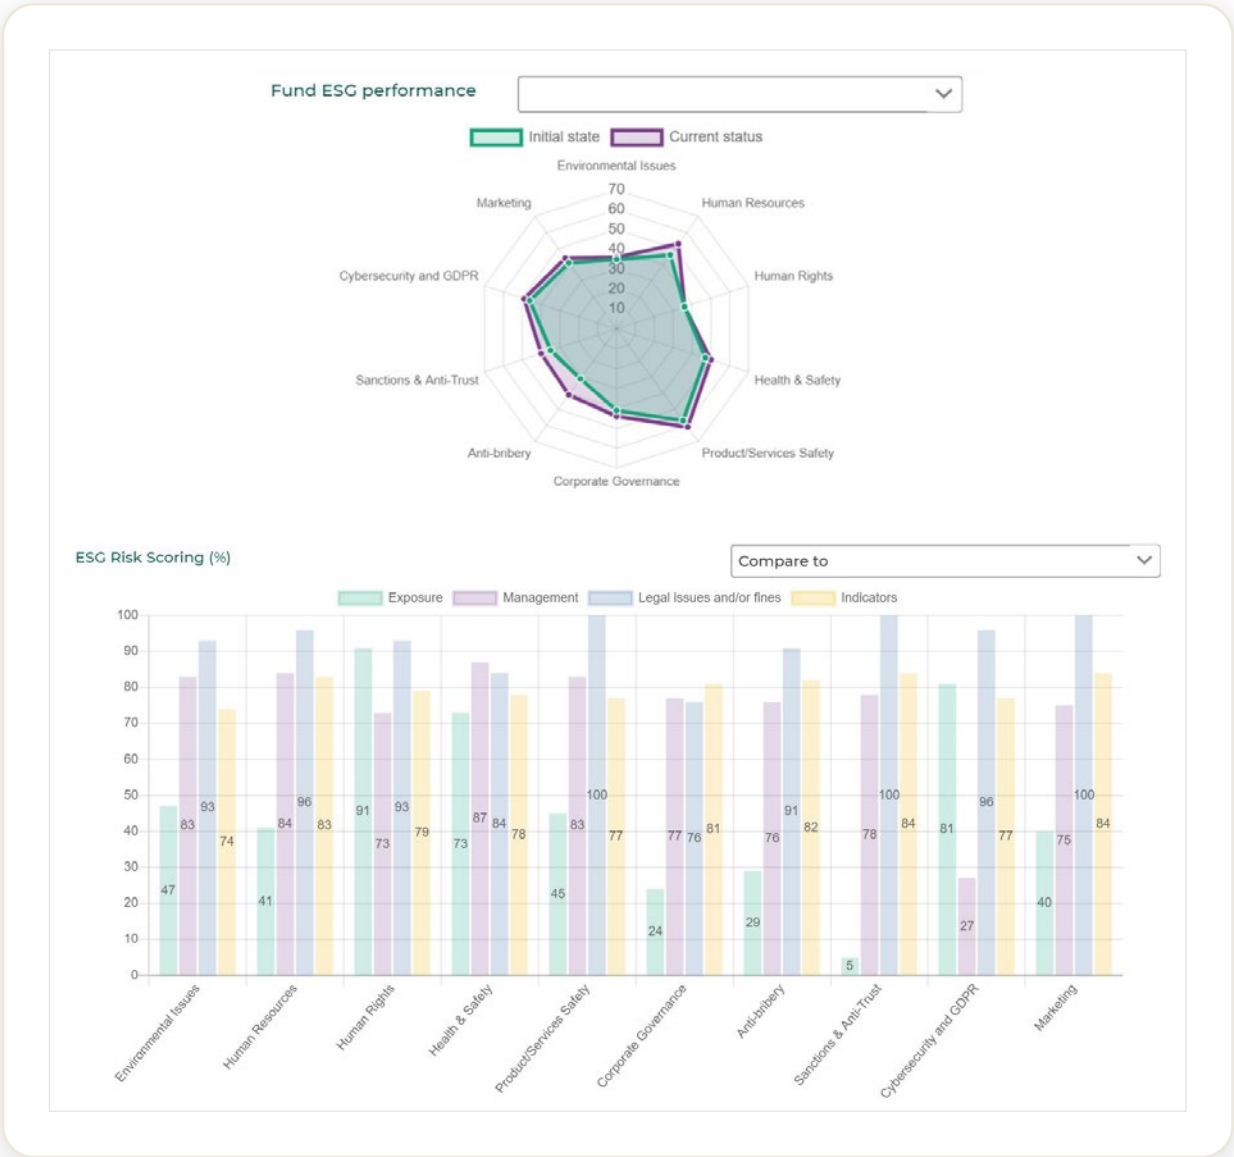 Fund ESG performance
Initial state Current status
Environmental Issues
70
Marketing Human Resources
60
50
40
Cybersecurity and GDPR 30 Human Rights
20
10
Sanctions & Anti-Trust Health & Safety
Anti-bribery Product/Services Safety
Corporate Governance
ESG Risk Scoring (%)
Compare to
Exposure Management Legal issues and/or fines Indicators
100
90
80
70
60
50
40
30
20
10
0
47 83 93 74
41 84 96 83
91 73 93 79
73 87 84 78
45 83 100 77
24 77 76 81
29 76 91 82
5 78 100 84
81 27 96 77
40 75 100 84
Environmental Issues
Human Resources
Human Rights
Health & Safety
Product/Services Safety
Corporate Governance
Anti-bribery
Sanctions & Anti-Trust
Cybersecurity and GDPR
Marketing